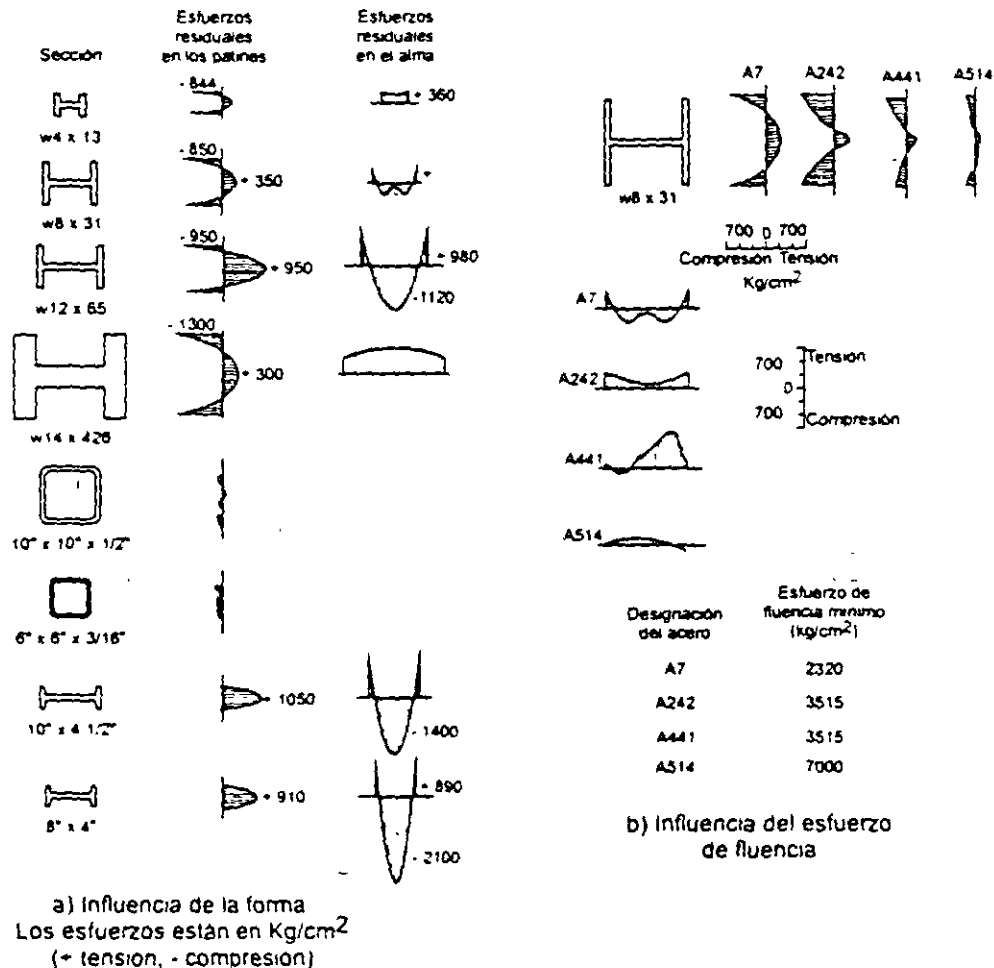 Sección
Esfuerzos
residuales
en los patines
Esfuerzos
residuales
en el alma
- 844
+ 360
w4 x 13
- 850
+ 350
+
w8 x 31
- 950
+ 950
+ 980
- 1120
w12 x 65
- 1300
+ 300
w14 x 426
10" x 10" x 1/2"
6" x 6" x 3/16"
+ 1050
- 1400
10" x 4 1/2"
+ 910
+ 890
- 2100
8" x 4"
a) Influencia de la forma
Los esfuerzos están en Kg/cm2
(+ tension, - compresión)
A7
A242
A441
A514
w8 x 31
700 0 700
Compresión Tensión
Kg/cm2
A7
A242
700
0
700
Tensión
Compresión
A441
A514
Designación
del acero
Esfuerzo de
fluencia mínimo
(kg/cm2)
A7 2320
A242 3515
A441 3515
A514 7000
b) Influencia del esfuerzo
de fluencia